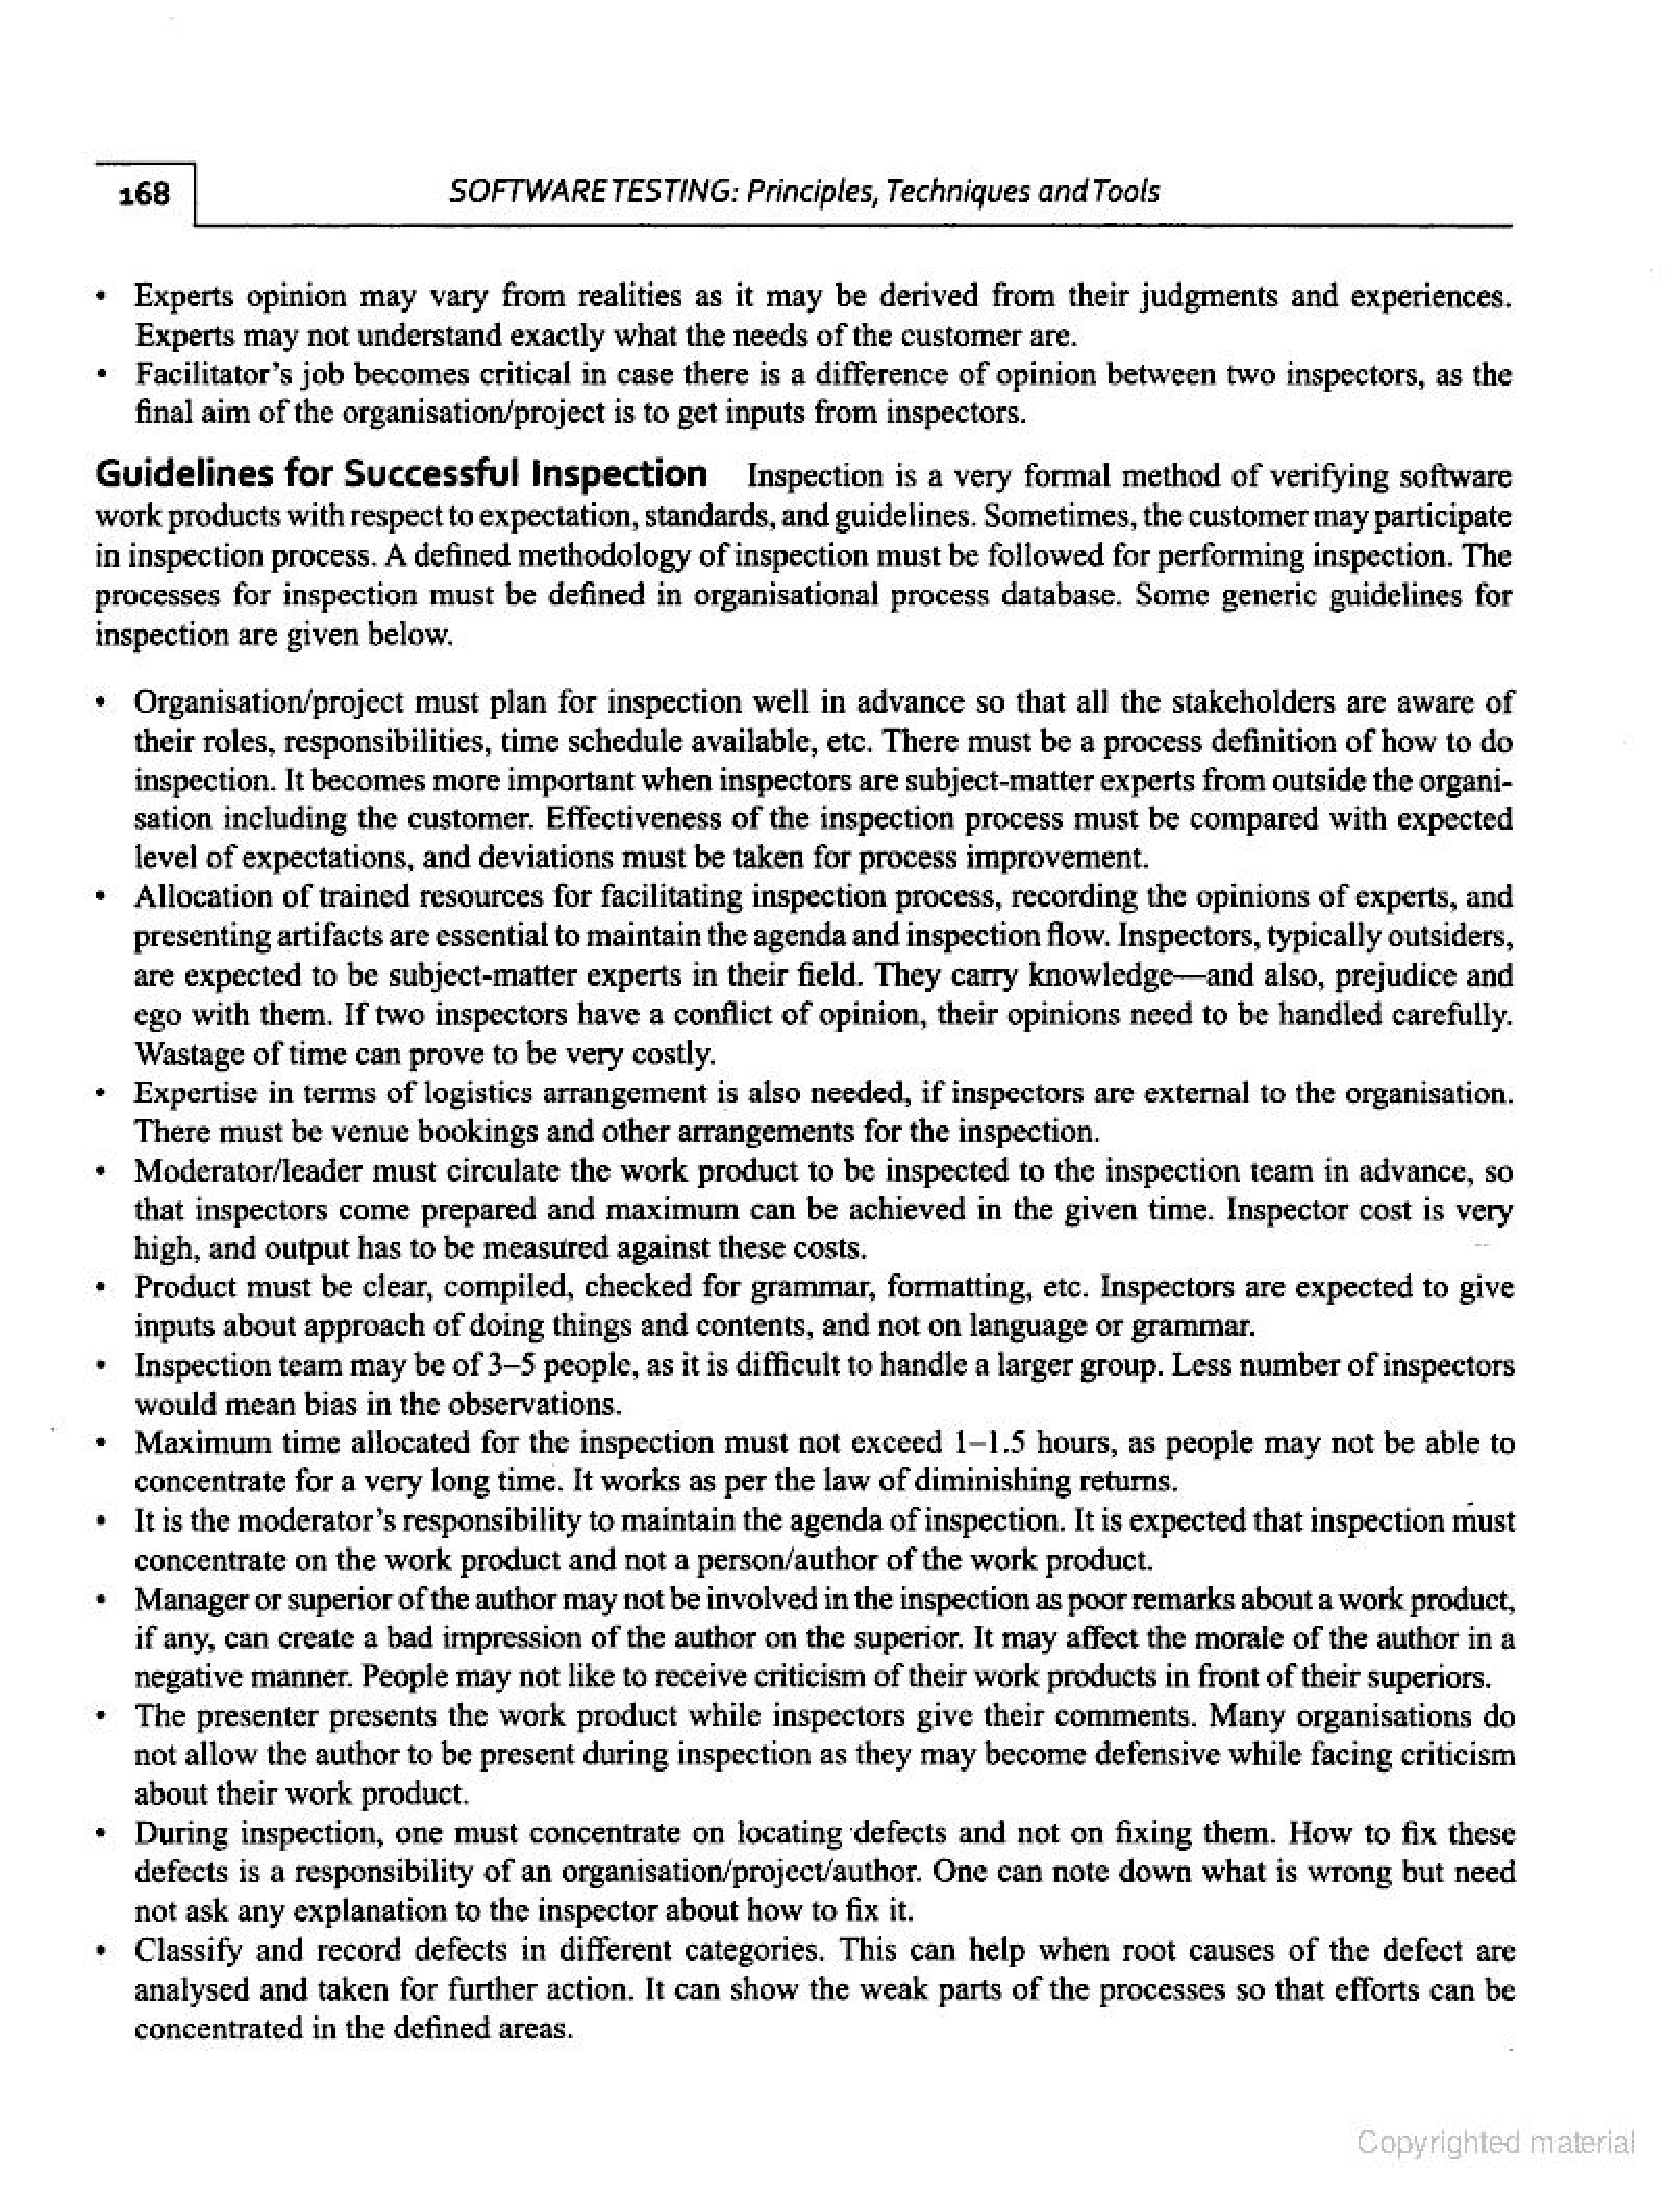 168
SOFTWARE TESTING: Principles, Techniques and Tools
• Experts opinion may vary from realities as it may be derived from their judgments and experiences.
Experts may not understand exactly what the needs of the customer are.
• Facilitator's job becomes critical in case there is a difference of opinion between two inspectors, as the
final aim of the organisation/project is to get inputs from inspectors.
Guidelines for Successful Inspection Inspection is a very formal method of verifying software
work products with respect to expectation, standards, and guidelines. Sometimes, the customer may participate
in inspection process. A defined methodology of inspection must be followed for performing inspection. The
processes for inspection must be defined in organisational process database. Some generic guidelines for
inspection are given below.
• Organisation/project must plan for inspection well in advance so that all the stakeholders are aware of
their roles, responsibilities, time schedule available, etc. There must be a process definition of how to do
inspection. It becomes more important when inspectors are subject-matter experts from outside the organi-
sation including the customer. Effectiveness of the inspection process must be compared with expected
level of expectations, and deviations must be taken for process improvement.
• Allocation of trained resources for facilitating inspection process, recording the opinions of experts, and
presenting artifacts are essential to maintain the agenda and inspection flow. Inspectors, typically outsiders,
are expected to be subject-matter experts in their field. They carry knowledge—and also, prejudice and
ego with them. If two inspectors have a conflict of opinion, their opinions need to be handled carefully.
Wastage of time can prove to be very costly.
• Expertise in terms of logistics arrangement is also needed, if inspectors are external to the organisation.
There must be venue bookings and other arrangements for the inspection.
• Moderator/leader must circulate the work product to be inspected to the inspection team in advance, so
that inspectors come prepared and maximum can be achieved in the given time. Inspector cost is very
high, and output has to be measured against these costs.
• Product must be clear, compiled, checked for grammar, formatting, etc. Inspectors are expected to give
inputs about approach of doing things and contents, and not on language or grammar.
• Inspection team may be of 3–5 people, as it is difficult to handle a larger group. Less number of inspectors
would mean bias in the observations.
• Maximum time allocated for the inspection must not exceed 1–1.5 hours, as people may not be able to
concentrate for a very long time. It works as per the law of diminishing returns.
• It is the moderator's responsibility to maintain the agenda of inspection. It is expected that inspection must
concentrate on the work product and not a person/author of the work product.
• Manager or superior of the author may not be involved in the inspection as poor remarks about a work product,
if any, can create a bad impression of the author on the superior. It may affect the morale of the author in a
negative manner. People may not like to receive criticism of their work products in front of their superiors.
• The presenter presents the work product while inspectors give their comments. Many organisations do
not allow the author to be present during inspection as they may become defensive while facing criticism
about their work product.
• During inspection, one must concentrate on locating defects and not on fixing them. How to fix these
defects is a responsibility of an organisation/project/author. One can note down what is wrong but need
not ask any explanation to the inspector about how to fix it.
• Classify and record defects in different categories. This can help when root causes of the defect are
analysed and taken for further action. It can show the weak parts of the processes so that efforts can be
concentrated in the defined areas.
Copyrighted material